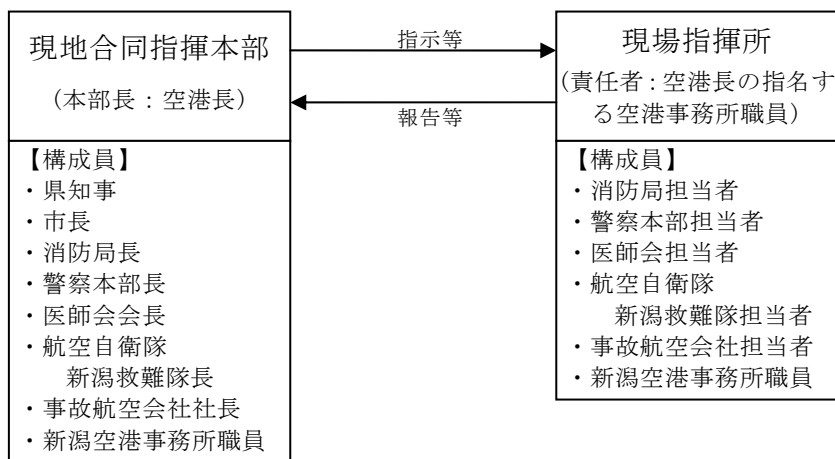 現地合同指揮本部
(本部長：空港長)
【構成員】
・県知事
・市長
・消防局長
・警察本部長
・医師会会長
・航空自衛隊
新潟救難隊長
・事故航空会社社長
・新潟空港事務所職員
指示等
報告等
現場指揮所
(責任者：空港長の指名す
る空港事務所職員)
【構成員】
・消防局担当者
・警察本部担当者
・医師会担当者
・航空自衛隊
新潟救難隊担当者
・事故航空会社担当者
・新潟空港事務所職員